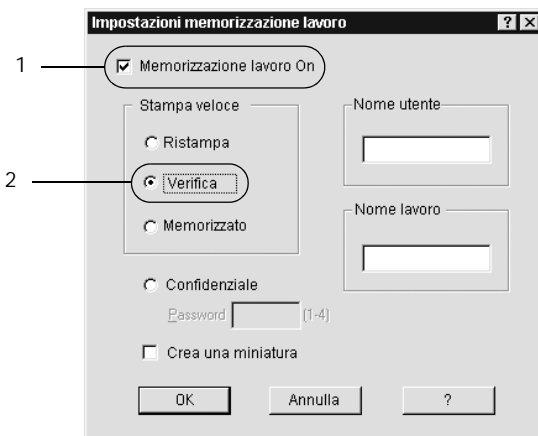 Impostazioni memorizzazione lavoro ? ×
1
Memorizzazione lavoro On
Stampa veloce
Ristampa
2
Verifica
Memorizzato
Nome utente
Nome lavoro
Confidenziale
Password (1-4)
Crea una miniatura
OK Annulla ?